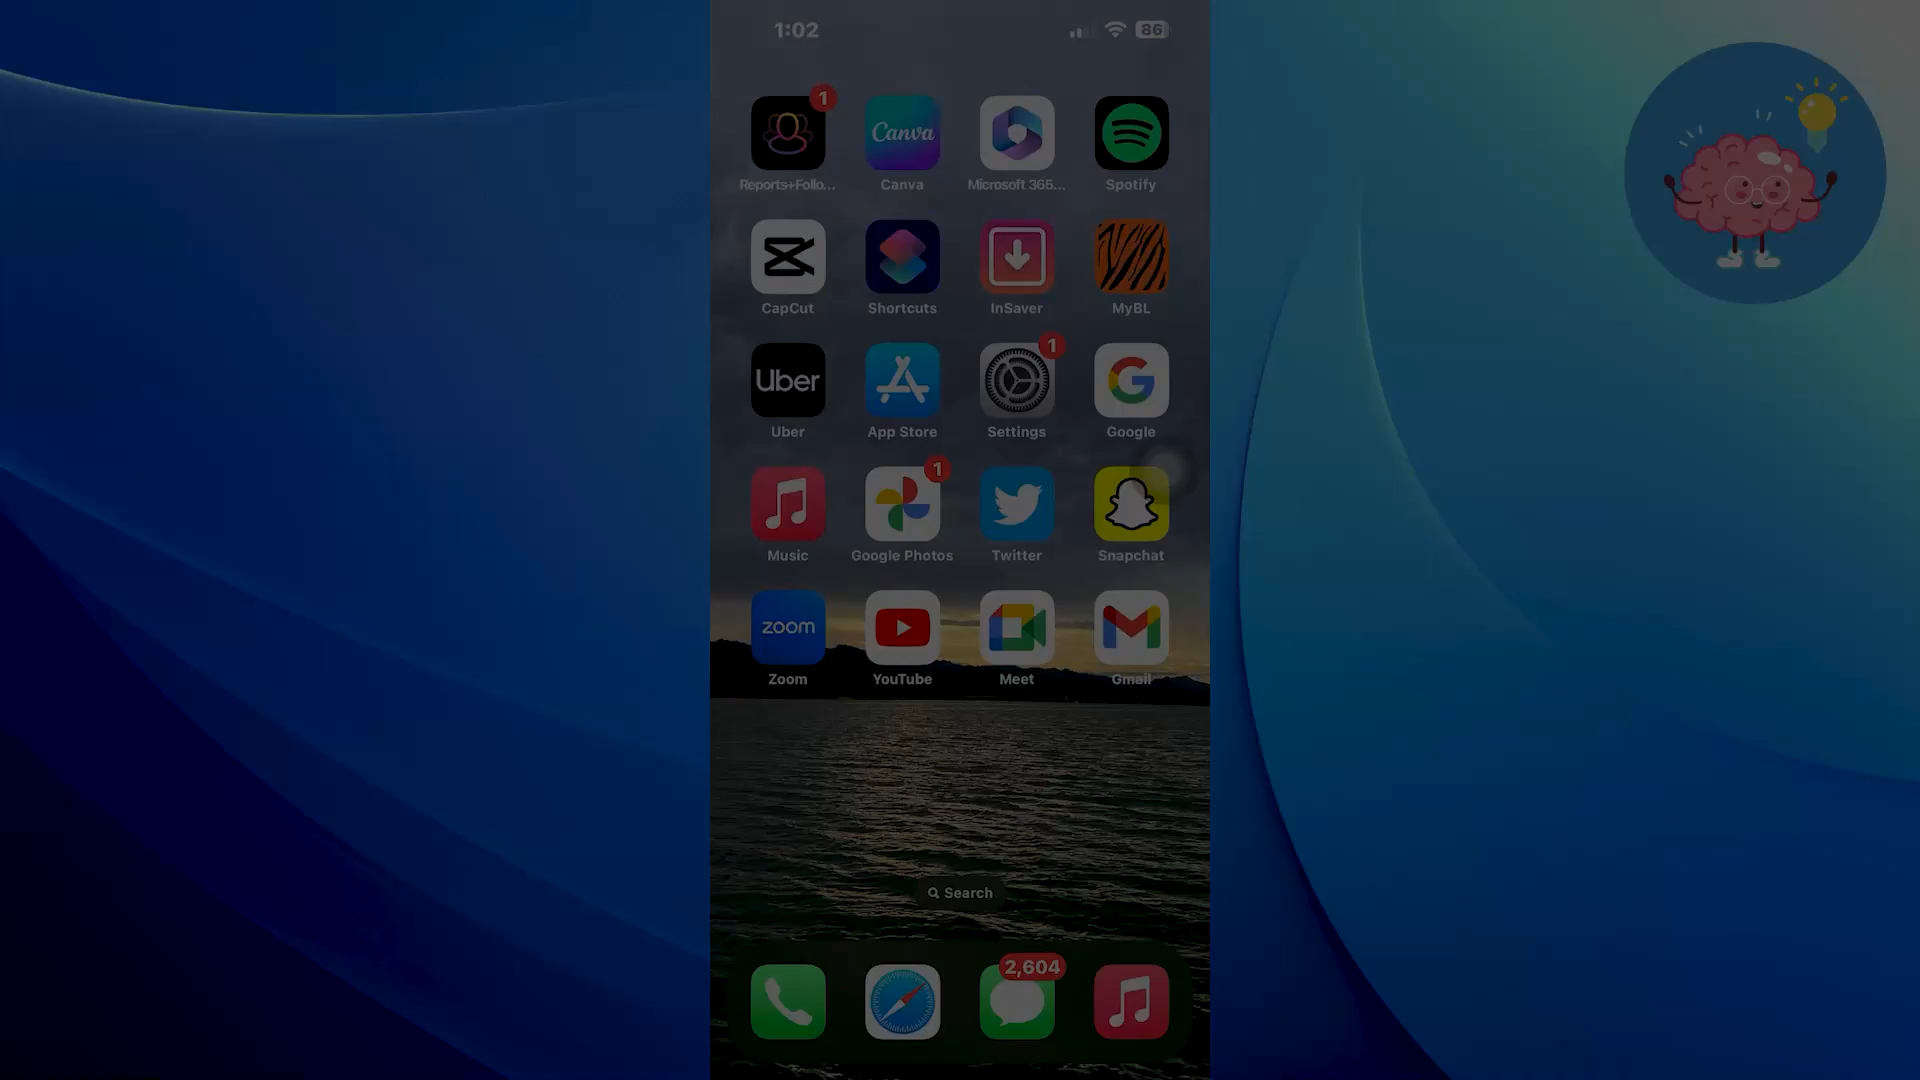 1:02
86
1
Canva
Reports+Follo...
Canva
Microsoft 365...
Spotify
CapCut
Shortcuts
InSaver
MyBL
1
Uber
Uber
App Store
Settings
Google
1
Music
Google Photos
Twitter
Snapchat
zoom
Zoom
YouTube
Meet
Gmail
Search
2,604